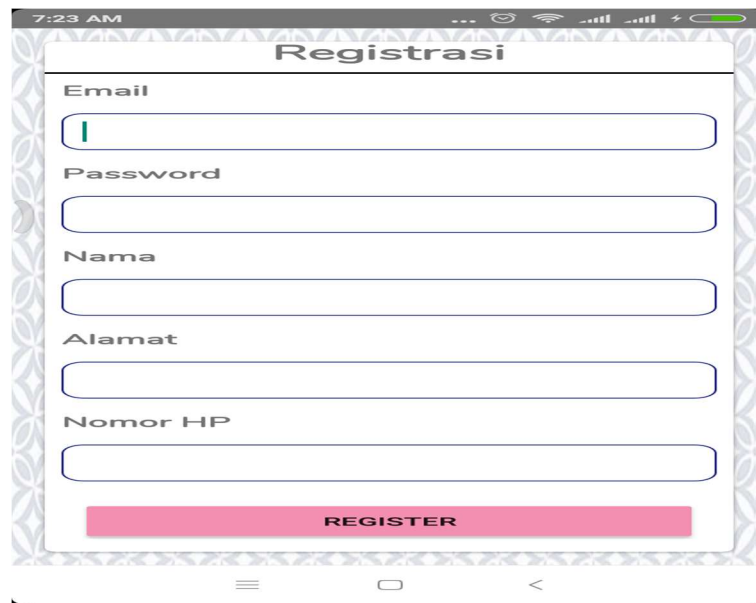 7:23 AM
Registrasi
Email
Password
Nama
Alamat
Nomor HP
REGISTER